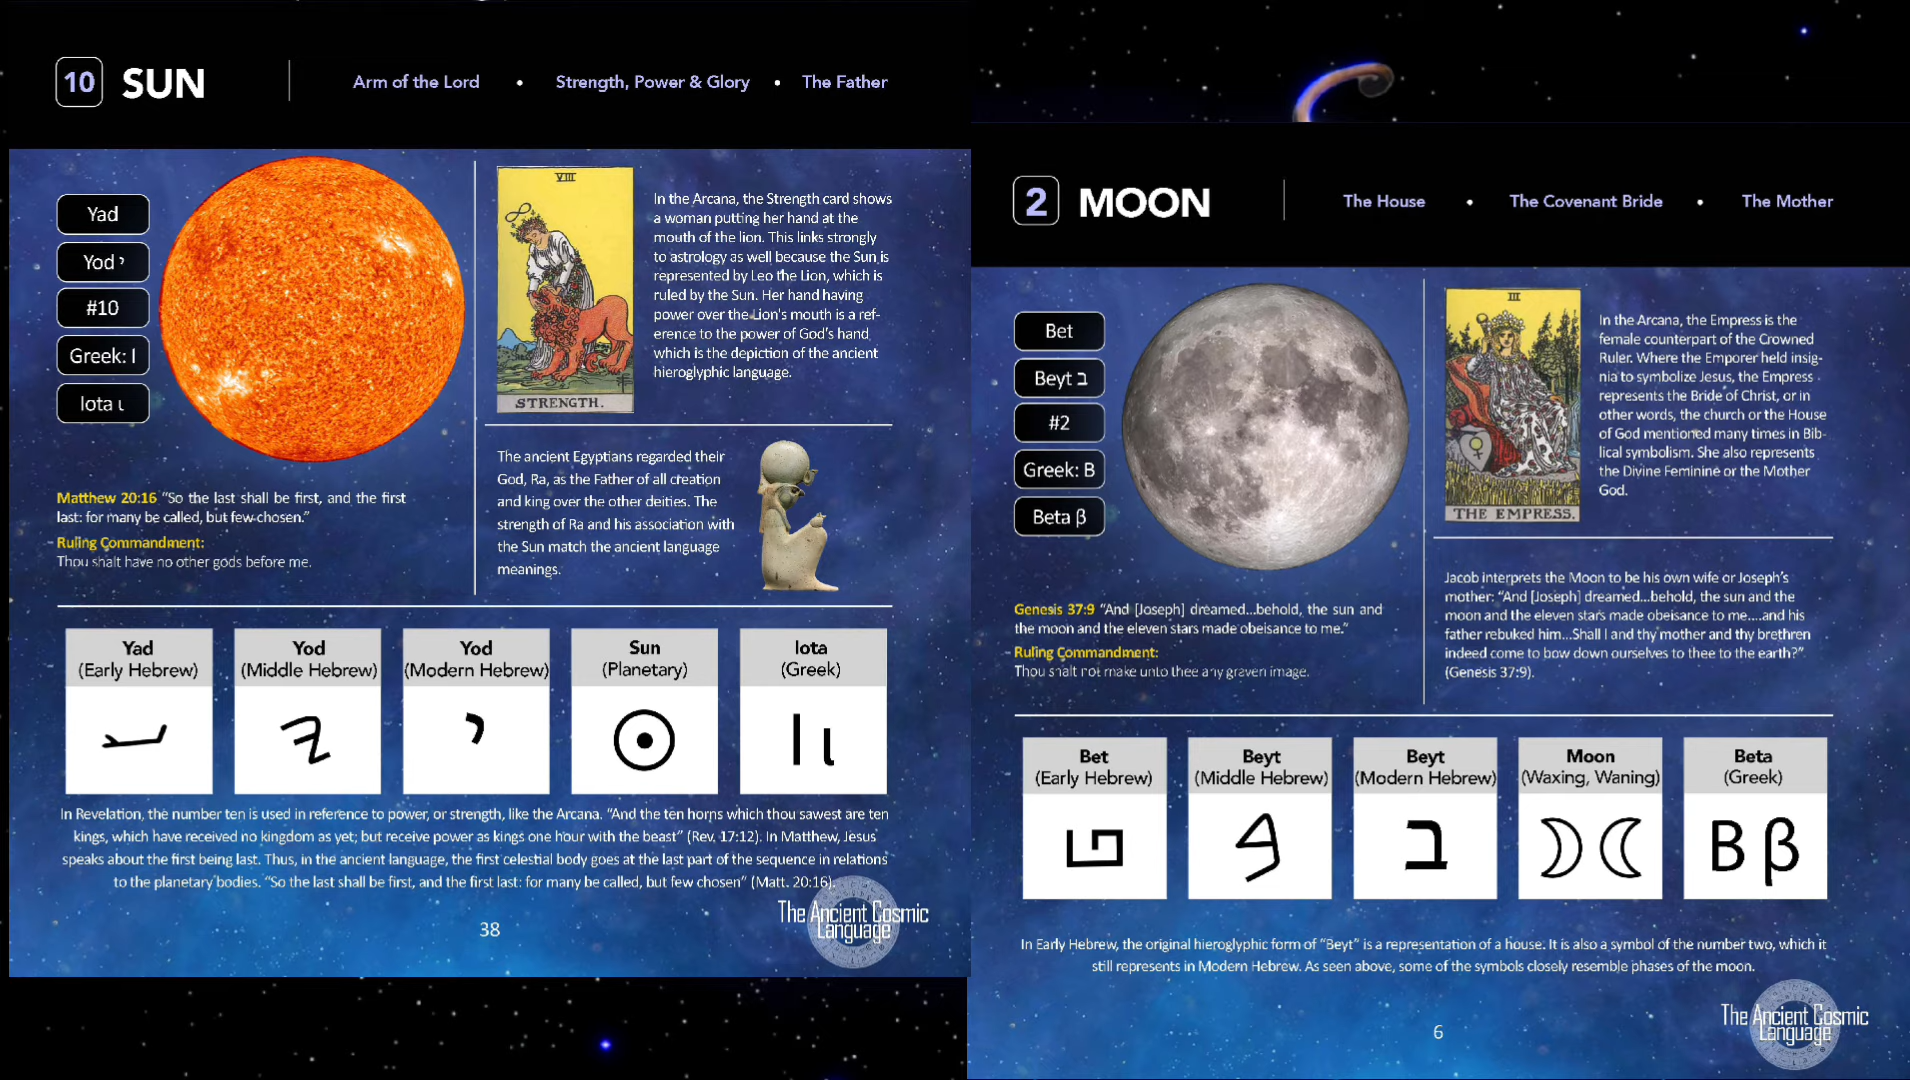 10 SUN
Arm of the Lord • Strength, Power & Glory • The Father
Yad
Yod י
#10
Greek: I
Iota ι
Matthew 20:16 “So the last shall be first, and the first
last: for many be called, but few chosen.”
Ruling Commandment:
Thou shalt have no other gods before me.
VIII
STRENGTH.
In the Arcana, the Strength card shows
a woman putting her hand at the
mouth of the lion. This links strongly
to astrology as well because the Sun is
represented by Leo the Lion, which is
ruled by the Sun. Her hand having
power over the Lion's mouth is a ref-
erence to the power of God's hand
which is the depiction of the ancient
hieroglyphic language.
The ancient Egyptians regarded their
God, Ra, as the Father of all creation
and king over the other deities. The
strength of Ra and his association with
the Sun match the ancient language
meanings.
Yad
(Early Hebrew)
Yod
(Middle Hebrew)
Yod
(Modern Hebrew)
י
Sun
(Planetary)
Iota
(Greek)
Ι ι
In Revelation, the number ten is used in reference to power, or strength, like the Arcana. “And the ten horns which thou sawest are ten
kings, which have received no kingdom as yet; but receive power as kings one hour with the beast” (Rev. 17:12). In Matthew, Jesus
speaks about the first being last. Thus, in the ancient language, the first celestial body goes at the last part of the sequence in relations
to the planetary bodies. “So the last shall be first, and the first last: for many be called, but few chosen” (Matt. 20:16).
The Ancient Cosmic
Language
38
2 MOON
The House • The Covenant Bride • The Mother
Bet
Beyt ב
#2
Greek: B
Beta β
Genesis 37:9 “And [Joseph] dreamed...behold, the sun and
the moon and the eleven stars made obeisance to me.”
Ruling Commandment:
Thou shalt not make unto thee any graven image.
III
THE EMPRESS.
In the Arcana, the Empress is the
female counterpart of the Crowned
Ruler. Where the Emporer held insig-
nia to symbolize Jesus, the Empress
represents the Bride of Christ, or in
other words, the church or the House
of God mentioned many times in Bib-
lical symbolism. She also represents
the Divine Feminine or the Mother
God.
Jacob interprets the Moon to be his own wife or Joseph's
mother: “And [Joseph] dreamed...behold, the sun and the
moon and the eleven stars made obeisance to me....and his
father rebuked him...Shall I and thy mother and thy brethren
indeed come to bow down ourselves to thee to the earth?”
(Genesis 37:9).
Bet
(Early Hebrew)
Beyt
(Middle Hebrew)
Beyt
(Modern Hebrew)
ב
Moon
(Waxing, Waning)
Beta
(Greek)
Β β
In Early Hebrew, the original hieroglyphic form of “Beyt” is a representation of a house. It is also a symbol of the number two, which it
still represents in Modern Hebrew. As seen above, some of the symbols closely resemble phases of the moon.
The Ancient Cosmic
Language
6